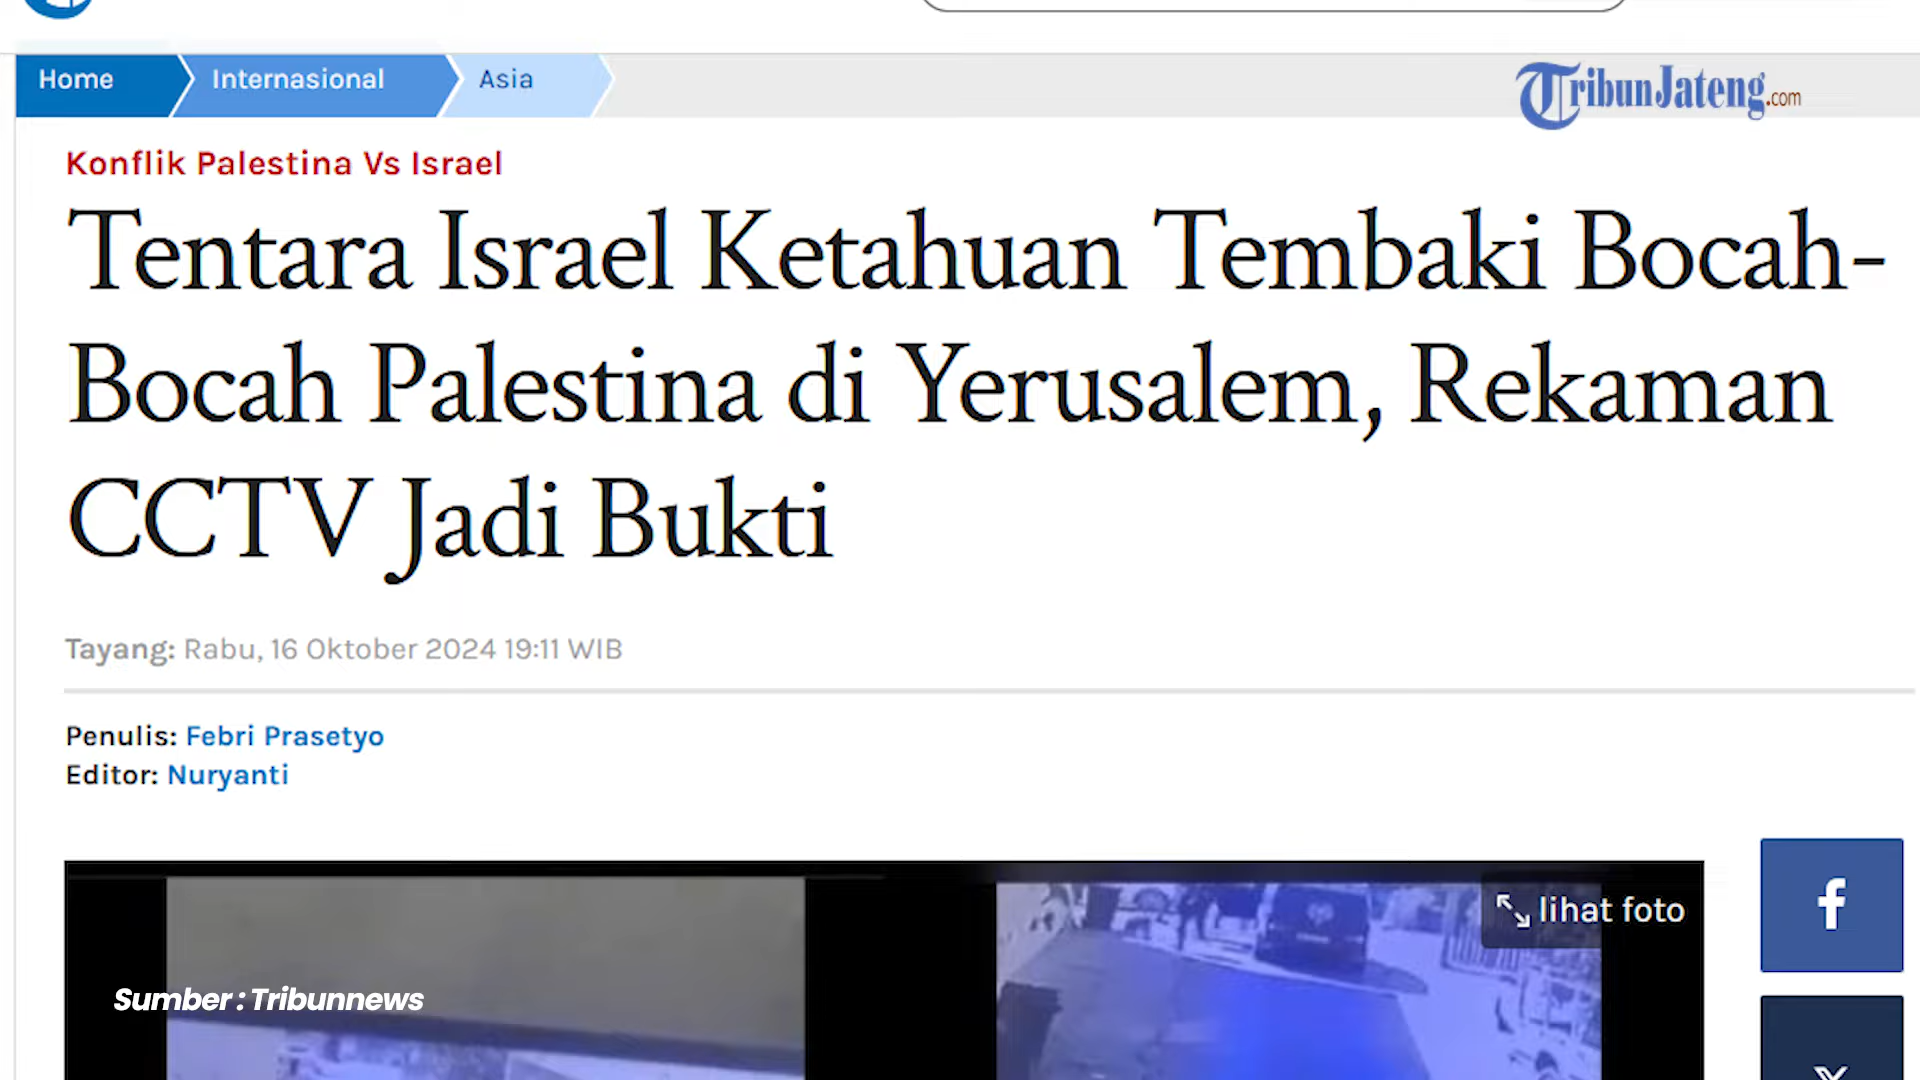 Home
Internasional
Asia
TribunJateng.com
Konflik Palestina Vs Israel
Tentara Israel Ketahuan Tembaki Bocah-
Bocah Palestina di Yerusalem, Rekaman
CCTV Jadi Bukti
Tayang: Rabu, 16 Oktober 2024 19:11 WIB
Penulis: Febri Prasetyo
Editor: Nuryanti
lihat foto
Sumber : Tribunnews